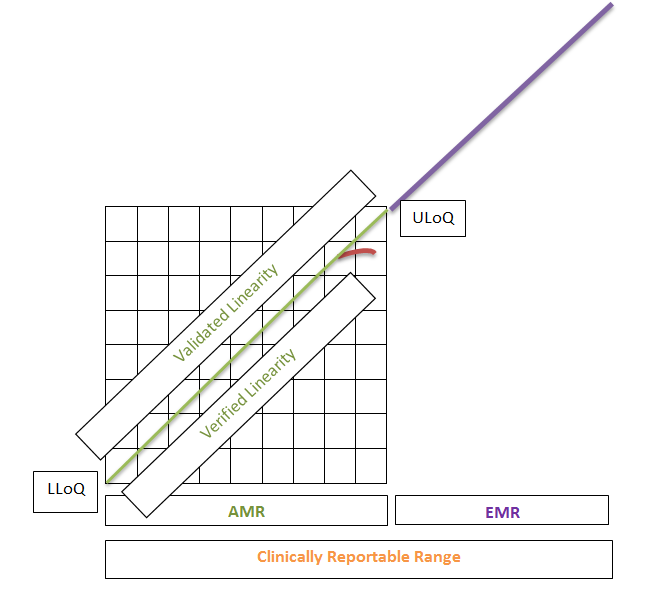 ULoQ
Validated Linearity
Verified Linearity
LLoQ
AMR
EMR
Clinically Reportable Range